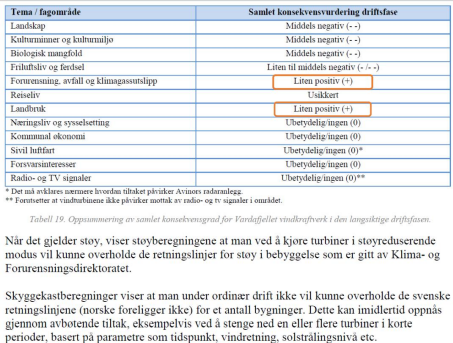 Tema / fagområde Samlet konsekvensvurdering driftsfase
Landskap Middels negativ (- -)
Kulturminner og kulturmiljø Middels negativ (- -)
Biologisk mangfold Middels negativ (- -)
Friluftsliv og ferdsel Liten til middels negativ (- /- -)
Forurensning, avfall og klimagassutslipp Liten positiv (+)
Reiseliv Usikkert
Landbruk Liten positiv (+)
Næringsliv og sysselsetting Ubetydelig/ingen (0)
Kommunal økonomi Ubetydelig/ingen (0)
Sivil luftfart Ubetydelig/ingen (0)*
Forsvarsinteresser Ubetydelig/ingen (0)
Radio- og TV signaler Ubetydelig/ingen (0)**
* Det må avklares nærmere hvordan tiltaket påvirker Avinors radaranlegg.
** Forutsetter at vindturbinene ikke påvirker mottak av radio- og tv signaler i området.
Tabell 19. Oppsummering av samlet konsekvensgrad for Vardafjellet vindkraftverk i den langsiktige driftsfasen.
Når det gjelder støy, viser støyberegningene at man ved å kjøre turbiner i støyreduserende
modus vil kunne overholde de retningslinjer for støy i bebyggelse som er gitt av Klima- og
Forurensningsdirektoratet.
Skyggekastberegninger viser at man under ordinær drift ikke vil kunne overholde de svenske
retningslinjene (norske foreligger ikke) for et antall bygninger. Dette kan imidlertid oppnås
gjennom avbøtende tiltak, eksempelvis ved å stenge ned en eller flere turbiner i korte
perioder, basert på parametre som tidspunkt, vindretning, solstrålingsnivå etc.